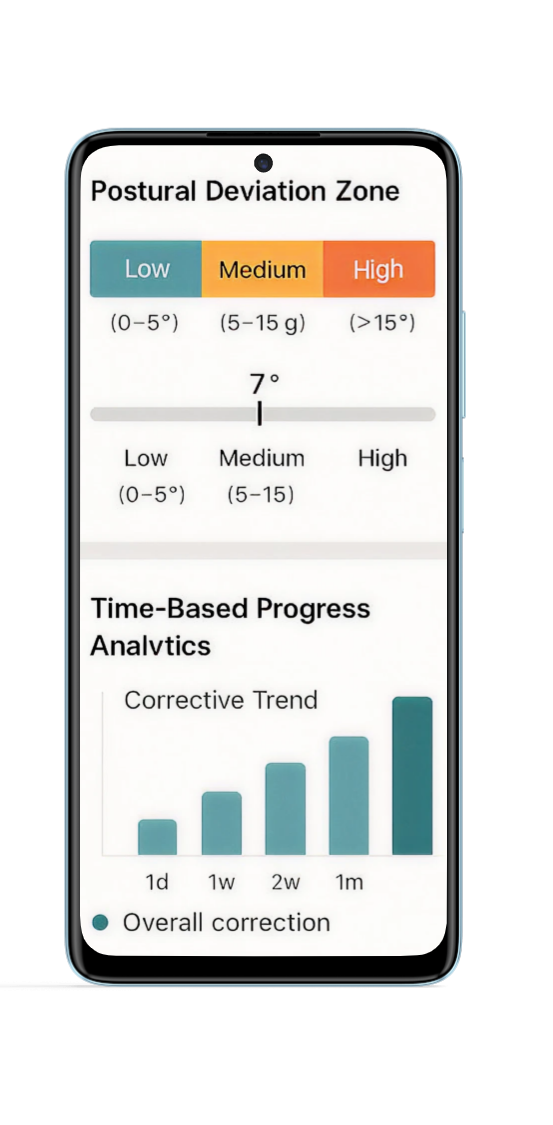 Postural Deviation Zone
Low Medium High
(0–5°) (5–15 g) (>15°)
7°
Low Medium High
(0–5°) (5–15)
Time-Based Progress
Analvtics
Corrective Trend
1d 1w 2w 1m
Overall correction